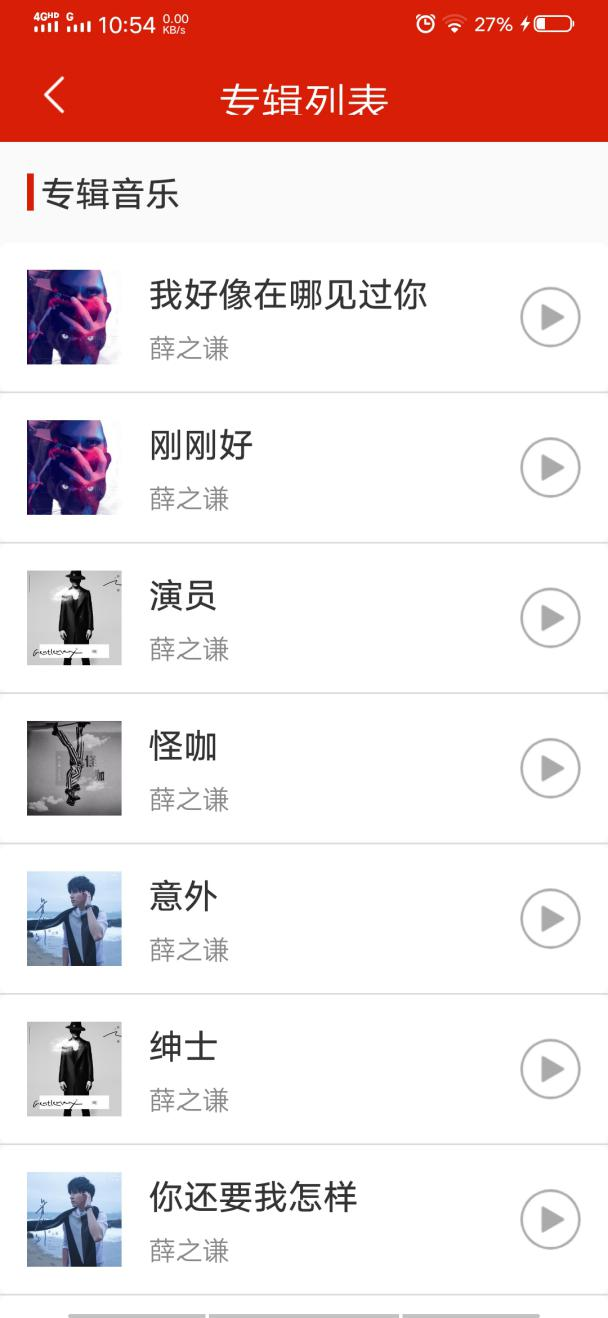 4GHD G 10:54 0.00 KB/s 27%
专辑列表
专辑音乐
我好像在哪见过你
薛之谦
刚刚好
薛之谦
演员
薛之谦
怪咖
薛之谦
意外
薛之谦
绅士
薛之谦
你还要我怎样
薛之谦